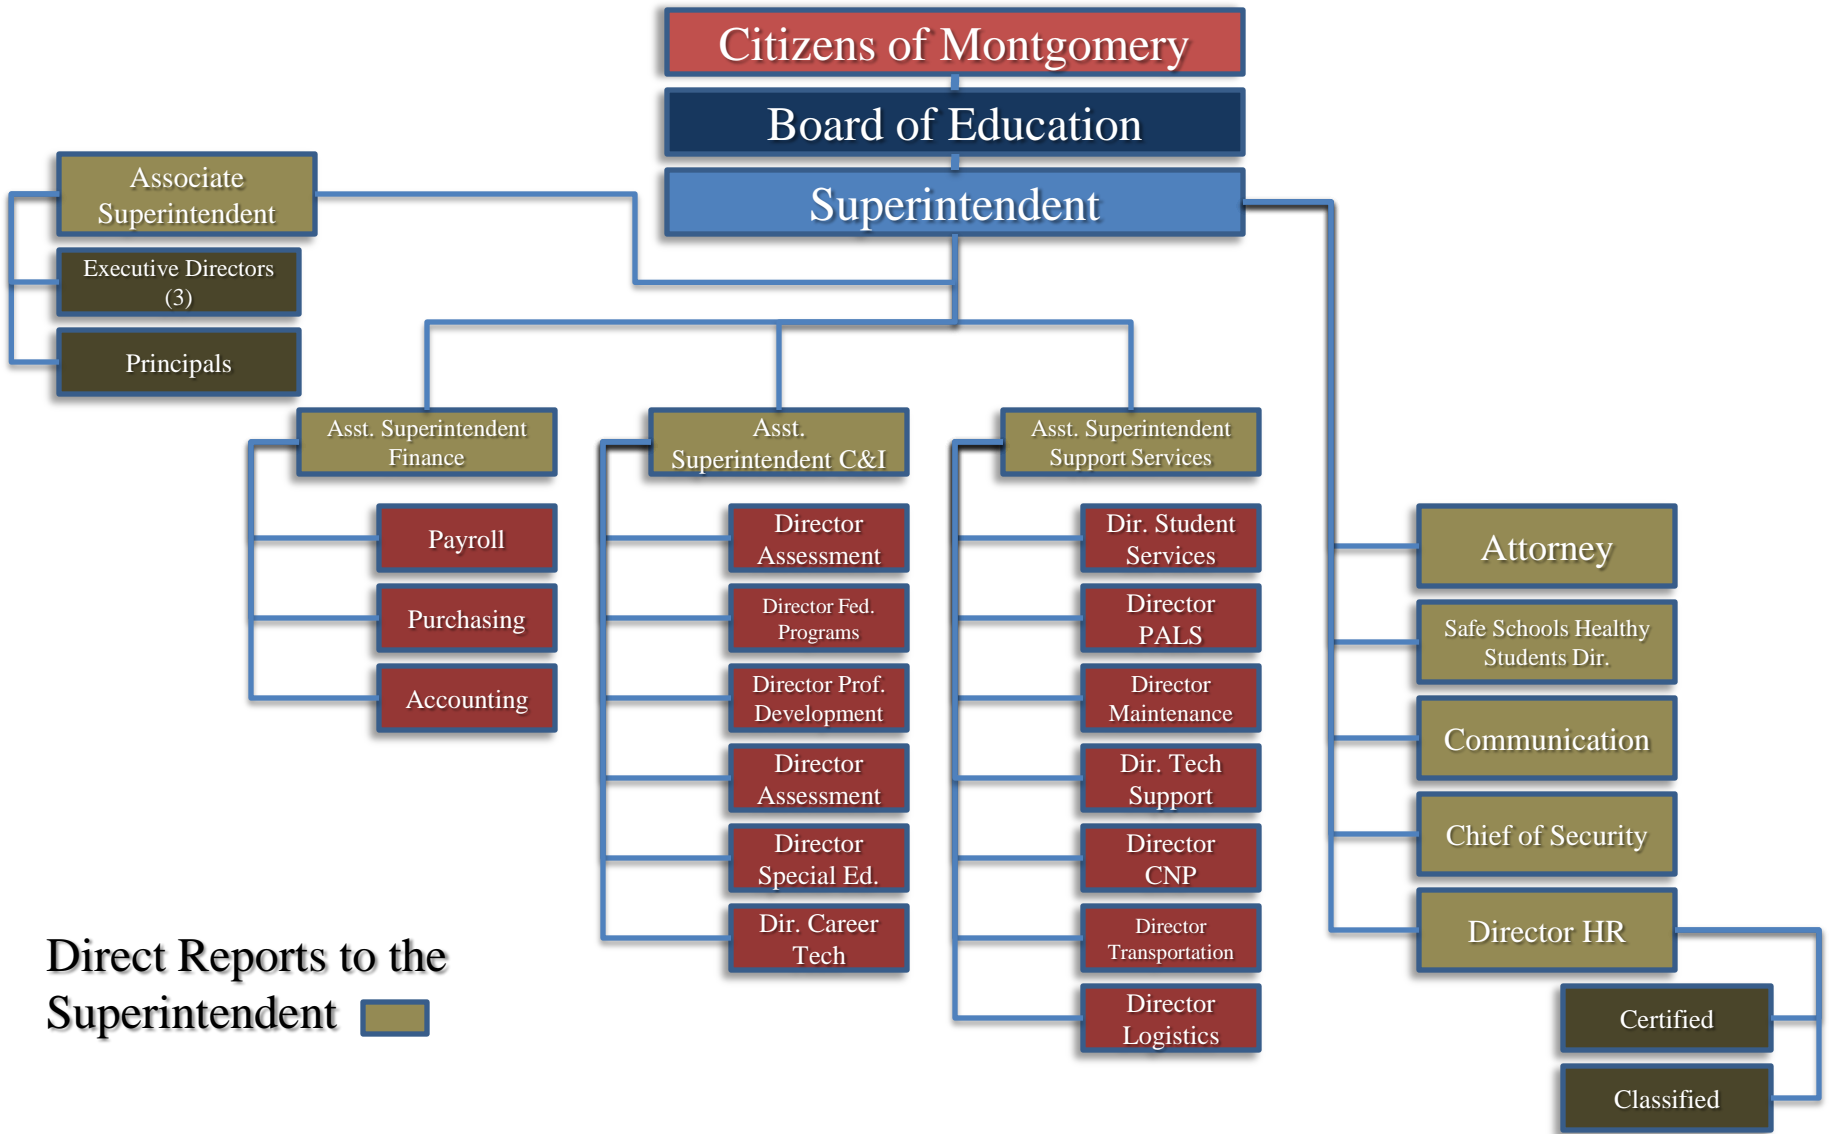 Citizens of Montgomery
Board of Education
Superintendent
Associate
Superintendent
Executive Directors
(3)
Principals
Asst. Superintendent
Finance
Payroll
Purchasing
Accounting
Asst.
Superintendent C&I
Director
Assessment
Director Fed.
Programs
Director Prof.
Development
Director
Assessment
Director
Special Ed.
Dir. Career
Tech
Asst. Superintendent
Support Services
Dir. Student
Services
Director
PALS
Director
Maintenance
Dir. Tech
Support
Director
CNP
Director
Transportation
Director
Logistics
Attorney
Safe Schools Healthy
Students Dir.
Communication
Chief of Security
Director HR
Certified
Classified
Direct Reports to the
Superintendent